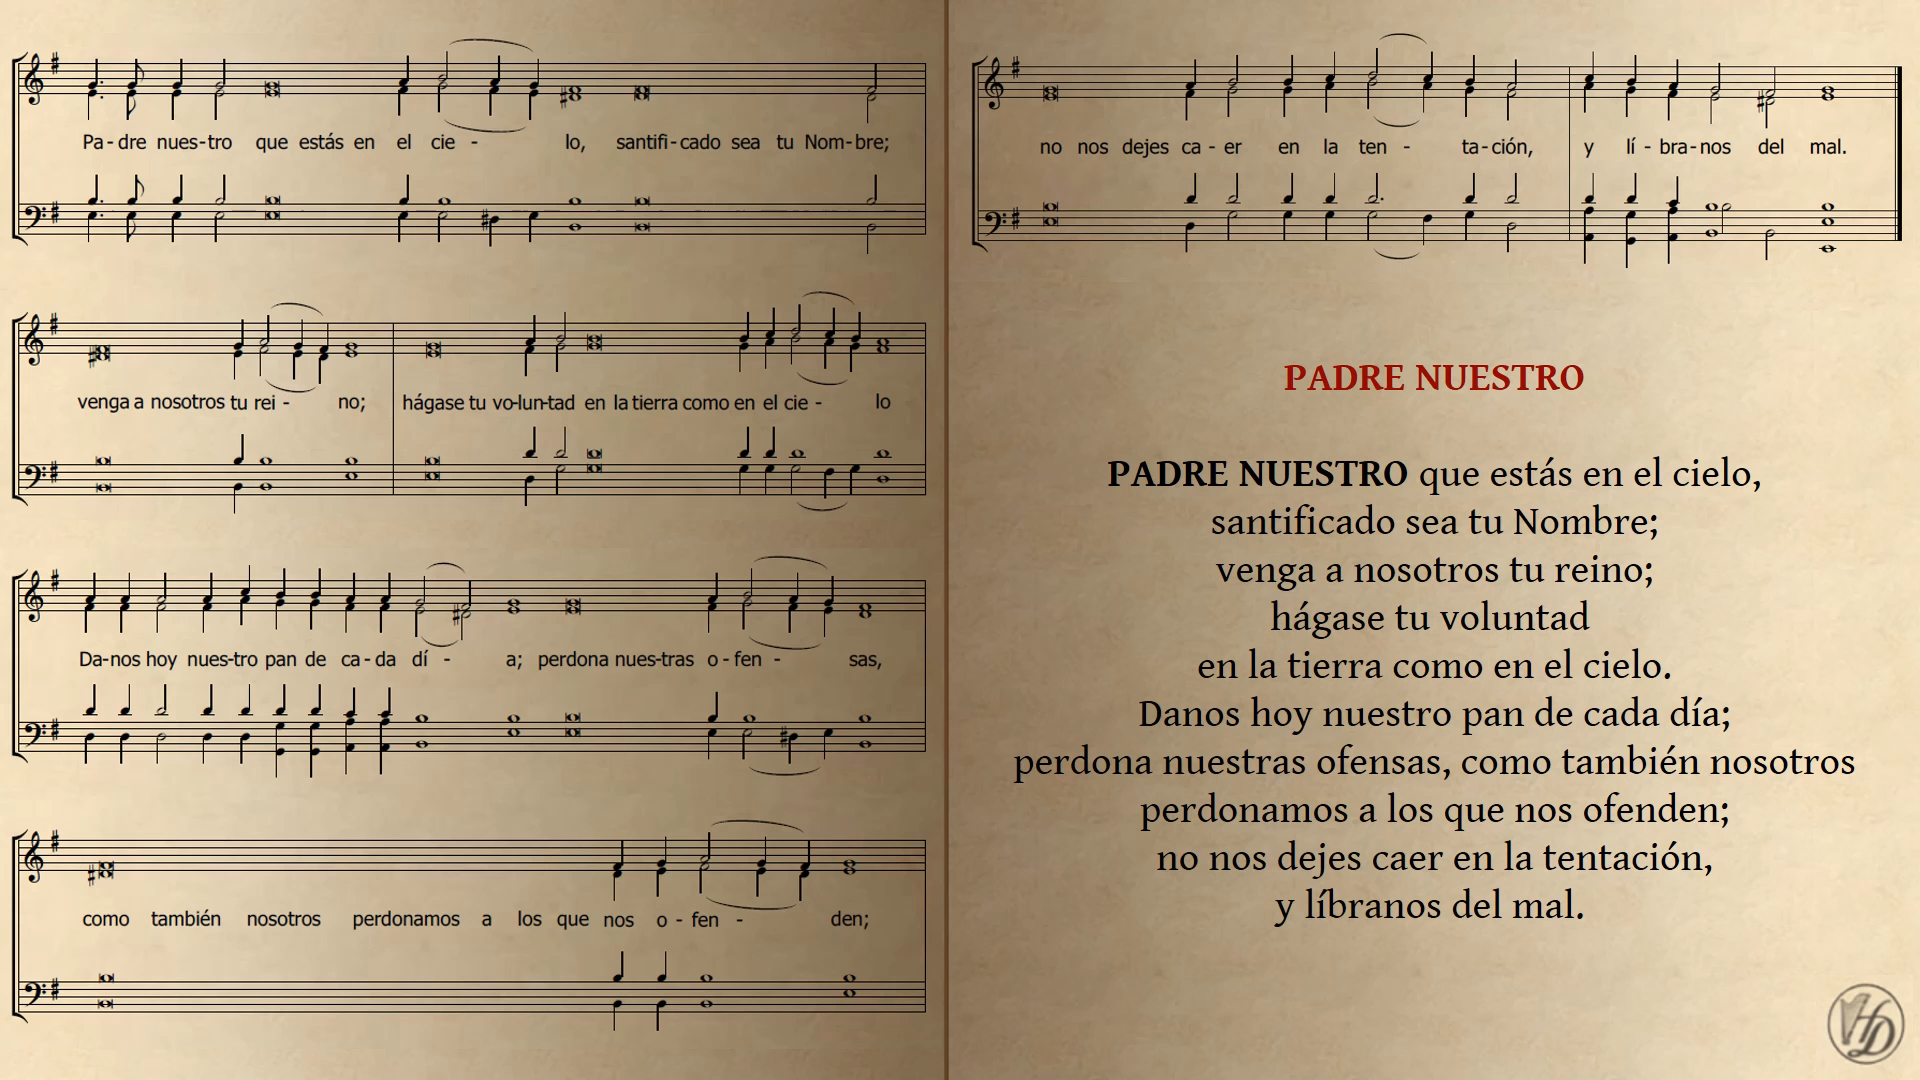 Pa - dre nues - tro que estás en el cie - lo, santifi - cado sea tu Nom - bre;
venga a nosotros tu rei - no; hágase tu vo - lun - tad en la tierra como en el cie - lo
Da - nos hoy nues - tro pan de ca - da dí - a; perdona nues - tras o - fen - sas,
como también nosotros perdonamos a los que nos o - fen - den;
no nos dejes ca - er en la ten - ta - ción, y lí - bra - nos del mal.
PADRE NUESTRO
PADRE NUESTRO que estás en el cielo,
santificado sea tu Nombre;
venga a nosotros tu reino;
hágase tu voluntad
en la tierra como en el cielo.
Danos hoy nuestro pan de cada día;
perdona nuestras ofensas, como también nosotros
perdonamos a los que nos ofenden;
no nos dejes caer en la tentación,
y líbranos del mal.
HD